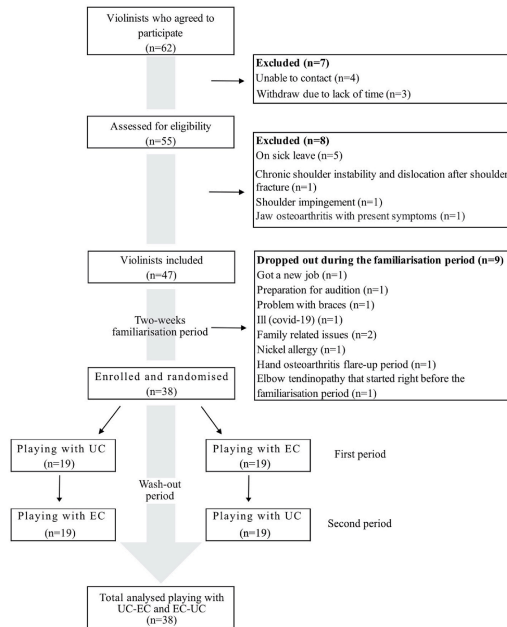 Violinists who agreed to
participate
(n=62)
Excluded (n=7)
Unable to contact (n=4)
Withdraw due to lack of time (n=3)
Assessed for eligibility
(n=55)
Excluded (n=8)
On sick leave (n=5)
Chronic shoulder instability and dislocation after shoulder
fracture (n=1)
Shoulder impingement (n=1)
Jaw osteoarthritis with present symptoms (n=1)
Violinists included
(n=47)
Dropped out during the familiarisation period (n=9)
Got a new job (n=1)
Preparation for audition (n=1)
Problem with braces (n=1)
Ill (covid-19) (n=1)
Family related issues (n=2)
Nickel allergy (n=1)
Hand osteoarthritis flare-up period (n=1)
Elbow tendinopathy that started right before the
familiarisation period (n=1)
Two-weeks
familiarisation period
Enrolled and randomised
(n=38)
Playing with UC
(n=19)
Playing with EC
(n=19)
First period
Wash-out
period
Playing with EC
(n=19)
Playing with UC
(n=19)
Second period
Total analysed playing with
UC-EC and EC-UC
(n=38)